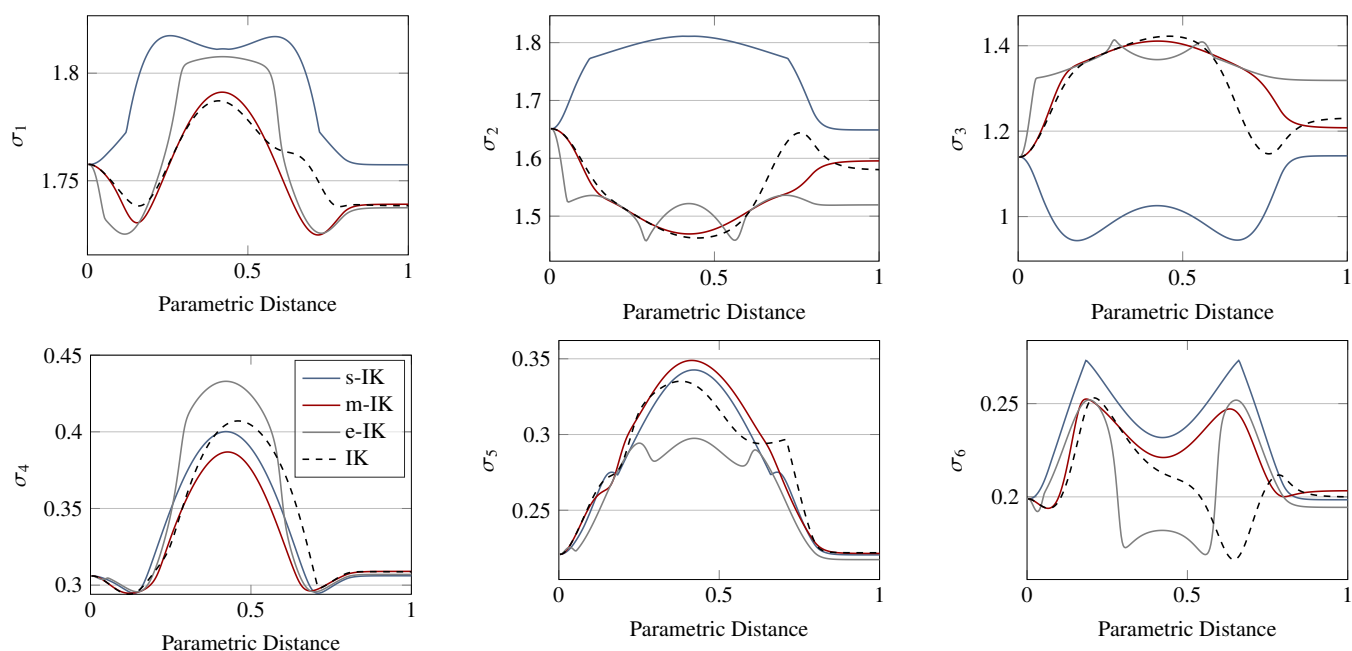 σ1
1.8
1.75
0
0.5
1
Parametric Distance
σ2
1.8
1.7
1.6
1.5
0
0.5
1
Parametric Distance
σ3
1.4
1.2
1
0
0.5
1
Parametric Distance
σ4
0.45
0.4
0.35
0.3
s-IK
m-IK
e-IK
IK
0
0.5
1
Parametric Distance
σ5
0.35
0.3
0.25
0
0.5
1
Parametric Distance
σ6
0.25
0.2
0
0.5
1
Parametric Distance